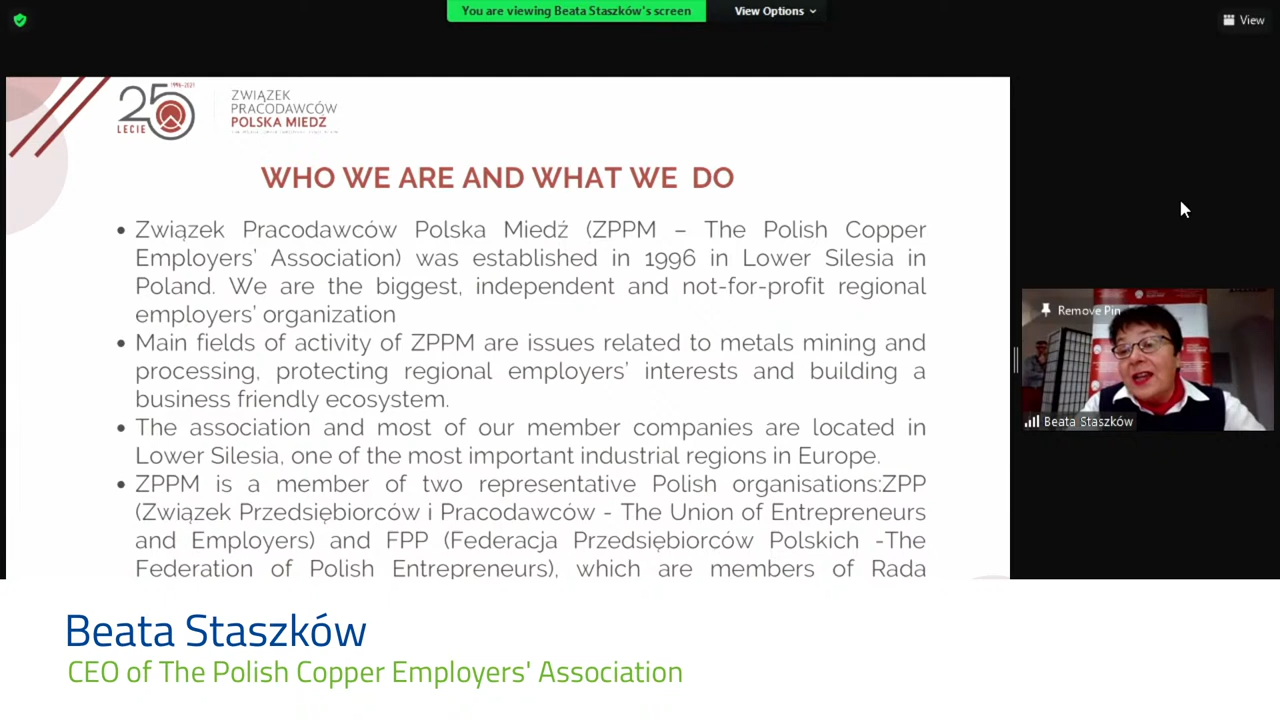 You are viewing Beata Staszków's screen
View Options
View
1996-2021
25
LECIE
ZWIĄZEK
PRACODAWCÓW
POLSKA MIEDŹ
WHO WE ARE AND WHAT WE DO
• Związek Pracodawców Polska Miedź (ZPPM – The Polish Copper
Employers' Association) was established in 1996 in Lower Silesia in
Poland. We are the biggest, independent and not-for-profit regional
employers' organization
• Main fields of activity of ZPPM are issues related to metals mining and
processing, protecting regional employers' interests and building a
business friendly ecosystem.
• The association and most of our member companies are located in
Lower Silesia, one of the most important industrial regions in Europe.
• ZPPM is a member of two representative Polish organisations:ZPP
(Związek Przedsiębiorców i Pracodawców - The Union of Entrepreneurs
and Employers) and FPP (Federacja Przedsiębiorców Polskich -The
Federation of Polish Entrepreneurs), which are members of Rada
Remove Pin
Beata Staszków
Beata Staszków
CEO of The Polish Copper Employers' Association